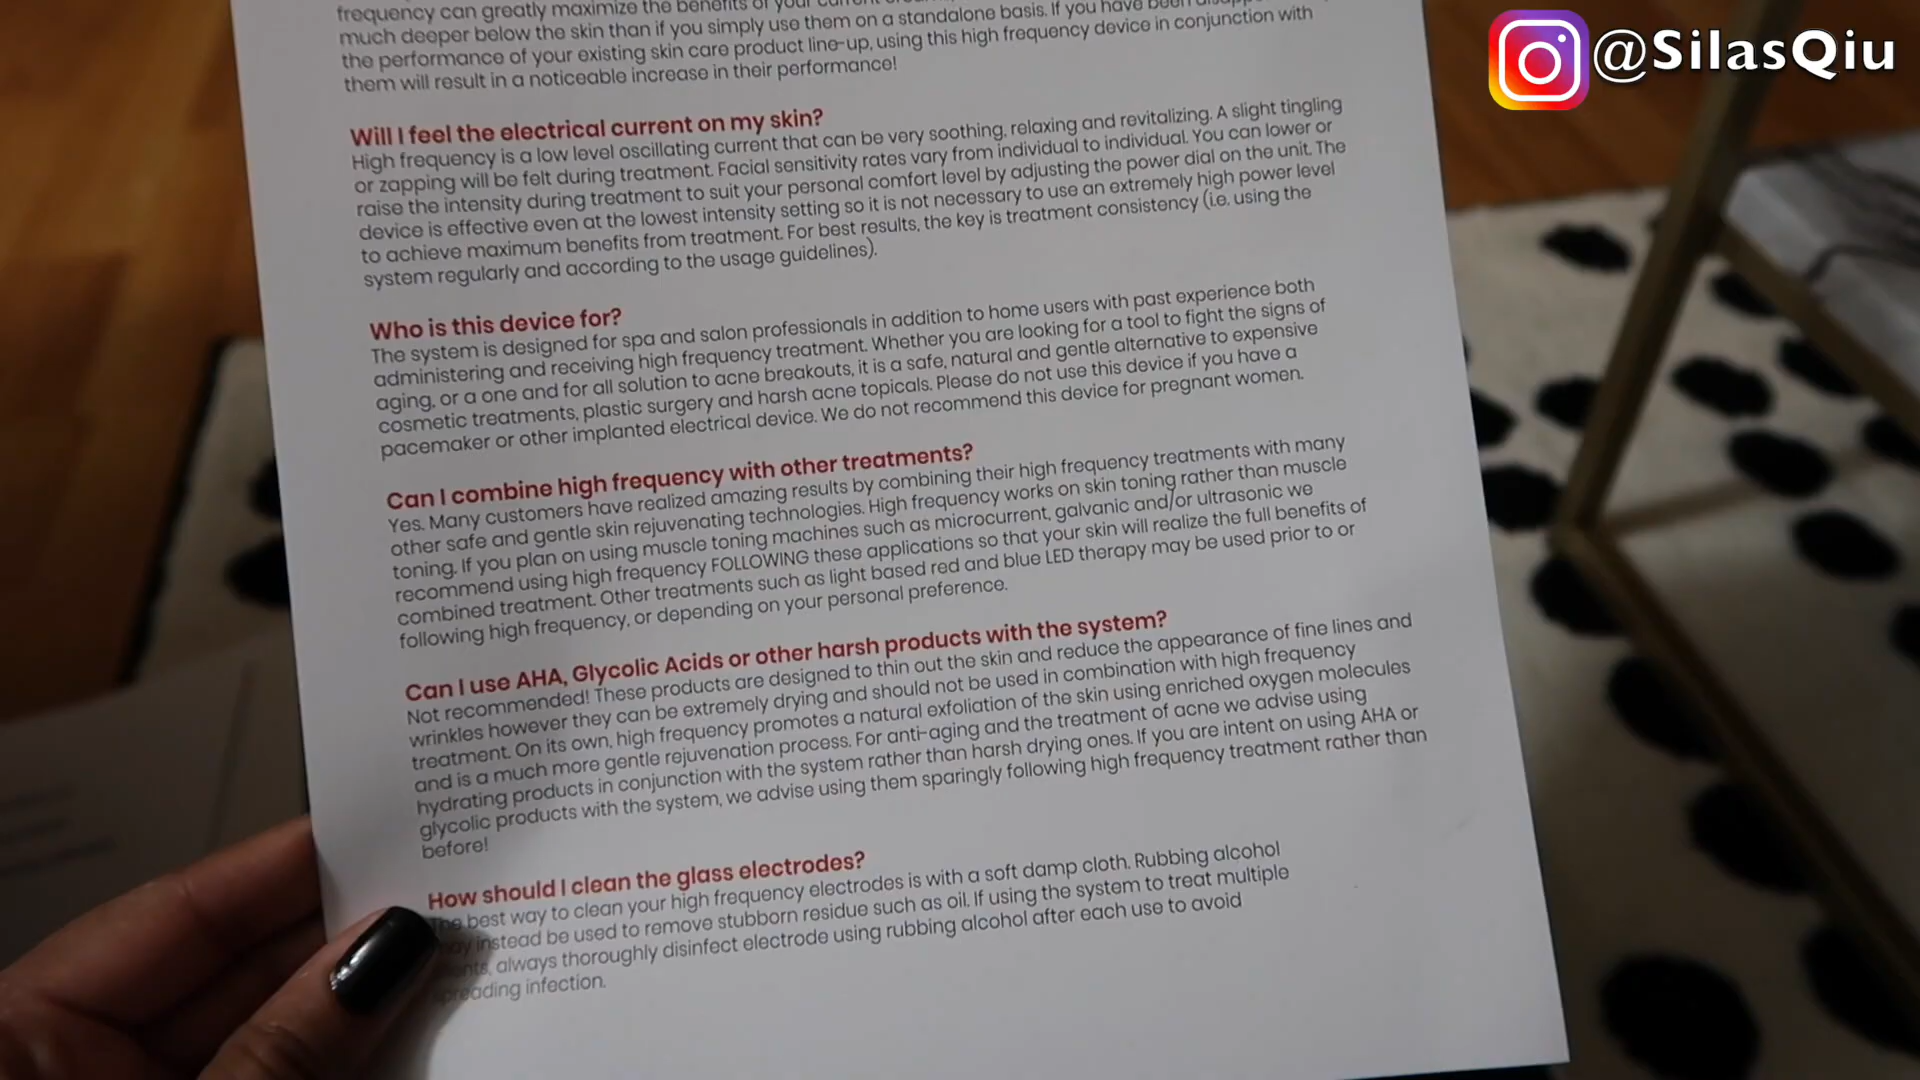 frequency can greatly maximize the benefits of your current
much deeper below the skin than if you simply use them on a standalone basis. If you have been
the performance of your existing skin care product line-up, using this high frequency device in conjunction with
them will result in a noticeable increase in their performance!
Will I feel the electrical current on my skin?
High frequency is a low level oscillating current that can be very soothing, relaxing and revitalizing. A slight tingling
or zapping will be felt during treatment. Facial sensitivity rates vary from individual to individual. You can lower or
raise the intensity during treatment to suit your personal comfort level by adjusting the power dial on the unit. The
device is effective even at the lowest intensity setting so it is not necessary to use an extremely high power level
to achieve maximum benefits from treatment. For best results, the key is treatment consistency (i.e. using the
system regularly and according to the usage guidelines).
Who is this device for?
The system is designed for spa and salon professionals in addition to home users with past experience both
administering and receiving high frequency treatment. Whether you are looking for a tool to fight the signs of
aging, or a one and for all solution to acne breakouts, it is a safe, natural and gentle alternative to expensive
cosmetic treatments, plastic surgery and harsh acne topicals. Please do not use this device if you have a
pacemaker or other implanted electrical device. We do not recommend this device for pregnant women.
Can I combine high frequency with other treatments?
Yes. Many customers have realized amazing results by combining their high frequency treatments with many
other safe and gentle skin rejuvenating technologies. High frequency works on skin toning rather than muscle
toning. If you plan on using muscle toning machines such as microcurrent, galvanic and/or ultrasonic we
recommend using high frequency FOLLOWING these applications so that your skin will realize the full benefits of
combined treatment. Other treatments such as light based red and blue LED therapy may be used prior to or
following high frequency, or depending on your personal preference.
Can I use AHA, Glycolic Acids or other harsh products with the system?
Not recommended! These products are designed to thin out the skin and reduce the appearance of fine lines and
wrinkles however they can be extremely drying and should not be used in combination with high frequency
treatment. On its own, high frequency promotes a natural exfoliation of the skin using enriched oxygen molecules
and is a much more gentle rejuvenation process. For anti-aging and the treatment of acne we advise using
hydrating products in conjunction with the system rather than harsh drying ones. If you are intent on using AHA or
glycolic products with the system, we advise using them sparingly following high frequency treatment rather than
before!
How should I clean the glass electrodes?
The best way to clean your high frequency electrodes is with a soft damp cloth. Rubbing alcohol
instead be used to remove stubborn residue such as oil. If using the system to treat multiple
always thoroughly disinfect electrode using rubbing alcohol after each use to avoid
spreading infection.
@SilasQiu